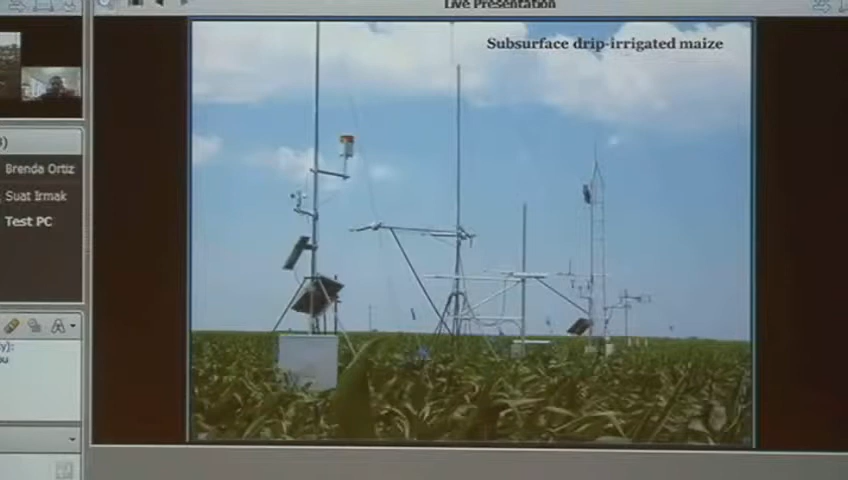 Live Presentation
Subsurface drip-irrigated maize
Brenda Ortiz
Suat Irmak
Test PC